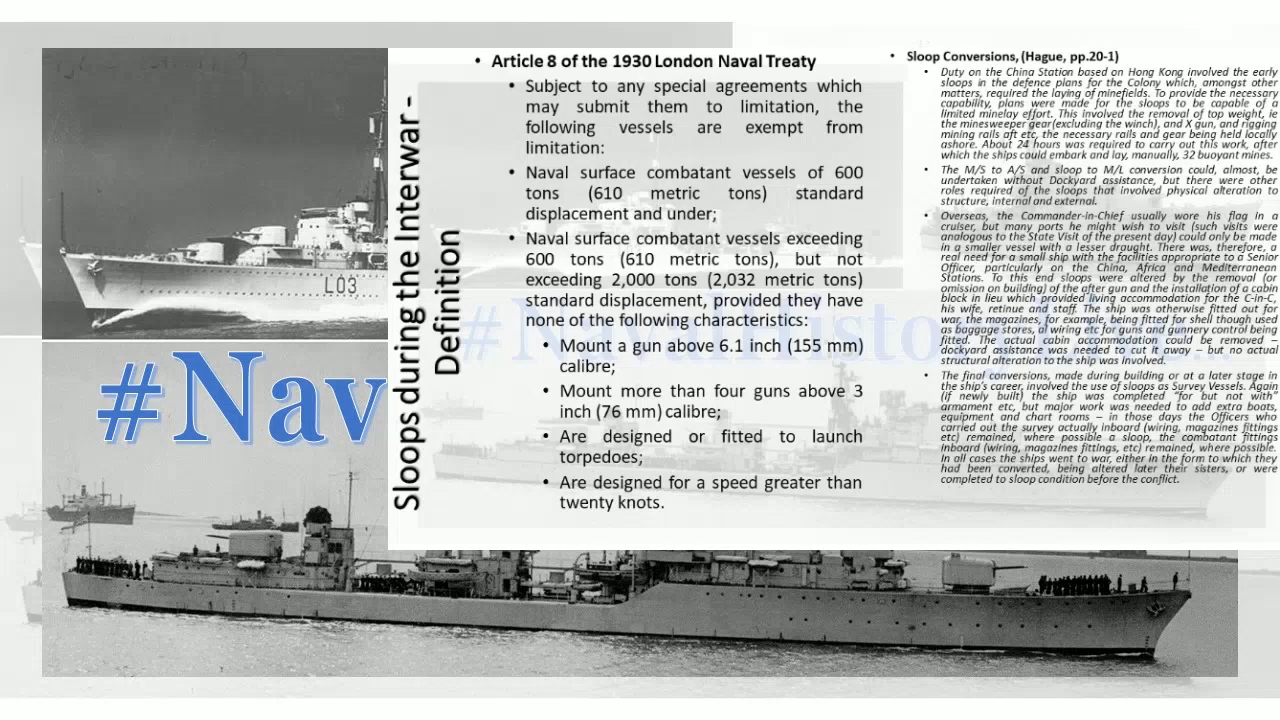 L03
#Nav
#NavalHisto
Sloops during the Interwar -
Definition
• Article 8 of the 1930 London Naval Treaty
• Subject to any special agreements which
may submit them to limitation, the
following vessels are exempt from
limitation:
• Naval surface combatant vessels of 600
tons (610 metric tons) standard
displacement and under;
• Naval surface combatant vessels exceeding
600 tons (610 metric tons), but not
exceeding 2,000 tons (2,032 metric tons)
standard displacement, provided they have
none of the following characteristics:
• Mount a gun above 6.1 inch (155 mm)
calibre;
• Mount more than four guns above 3
inch (76 mm) calibre;
• Are designed or fitted to launch
torpedoes;
• Are designed for a speed greater than
twenty knots.
• Sloop Conversions, (Hague, pp.20-1)
• Duty on the China Station based on Hong Kong involved the early
sloops in the defence plans for the Colony which, amongst other
matters, required the laying of minefields. To provide the necessary
capability, plans were made for the sloops to be capable of a
limited minelay effort. This involved the removal of top weight, ie
the minesweeper gear(excluding the winch), and X gun, and rigging
mining rails aft etc, the necessary rails and gear being held locally
ashore. About 24 hours was required to carry out this work, after
which the ships could embark and lay, manually, 32 buoyant mines.
• The M/S to A/S and sloop to M/L conversion could, almost, be
undertaken without Dockyard assistance, but there were other
roles required of the sloops that involved physical alteration to
structure, internal and external.
• Overseas, the Commander-in-Chief usually wore his flag in a
cruiser, but many ports he might wish to visit (such visits were
analogous to the State Visit of the present day) could only be made
in a smaller vessel with a lesser draught. There was, therefore, a
real need for a small ship with the facilities appropriate to a Senior
Officer, particularly on the China, Africa and Mediterranean
Stations. To this end sloops were altered by the removal (or
omission on building) of the after gun and the installation of a cabin
block in lieu which provided living accommodation for the C-in-C,
his wife, retinue and staff. The ship was otherwise fitted out for
war, the magazines, for example, being fitted for shell though used
as baggage stores, al wiring etc for guns and gunnery control being
fitted. The actual cabin accommodation could be removed –
dockyard assistance was needed to cut it away – but no actual
structural alteration to the ship was involved.
• The final conversions, made during building or at a later stage in
the ship's career, involved the use of sloops as Survey Vessels. Again
(if newly built) the ship was completed "for but not with"
armament etc, but major work was needed to add extra boats,
equipment and chart rooms – in those days the Officers who
carried out the survey actually inboard (wiring, magazines fittings
etc) remained, where possible a sloop, the combatant fittings
inboard (wiring, magazines fittings, etc) remained, where possible.
In all cases the ships went to war, either in the form to which they
had been converted, being altered later their sisters, or were
completed to sloop condition before the conflict.